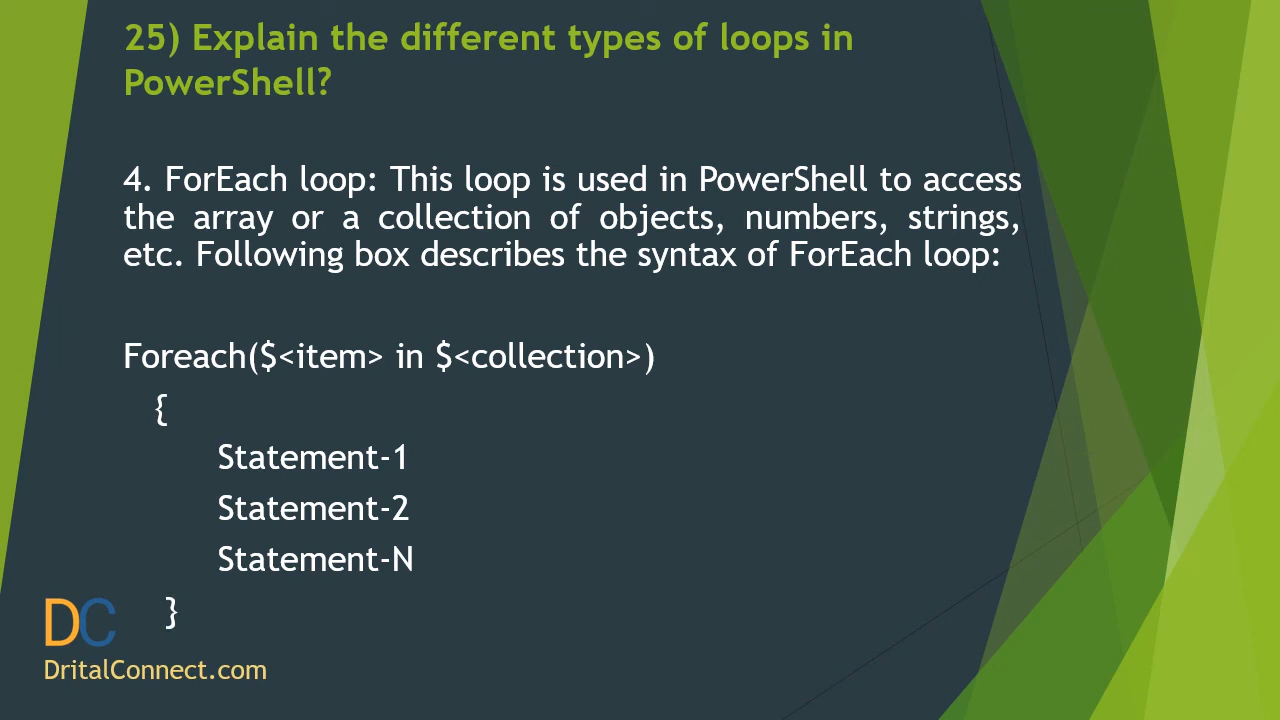 25) Explain the different types of loops in
PowerShell?
4. ForEach loop: This loop is used in PowerShell to access
the array or a collection of objects, numbers, strings,
etc. Following box describes the syntax of ForEach loop:
Foreach($<item> in $<collection>)
{
Statement-1
Statement-2
Statement-N
}
DC
DritalConnect.com